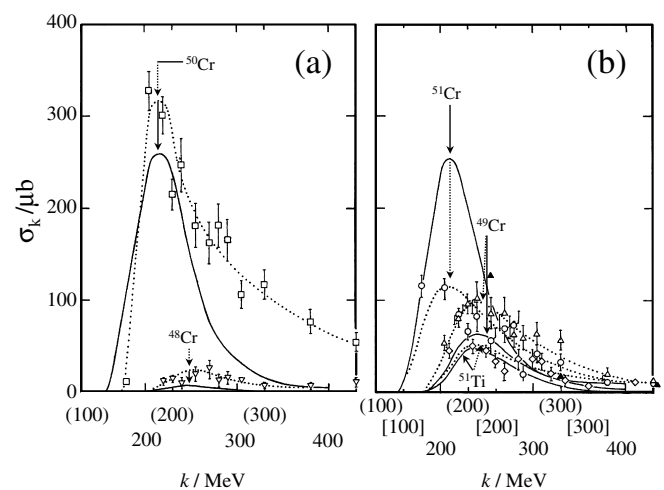 400
300
200
100
0
σk /μb
(a)
50Cr
48Cr
(100) (200) (300)
200 300 400
k / MeV
(b)
51Cr
49Cr
51Ti
(100) (200) (300)
[100] [200] [300]
200 300 400
k / MeV